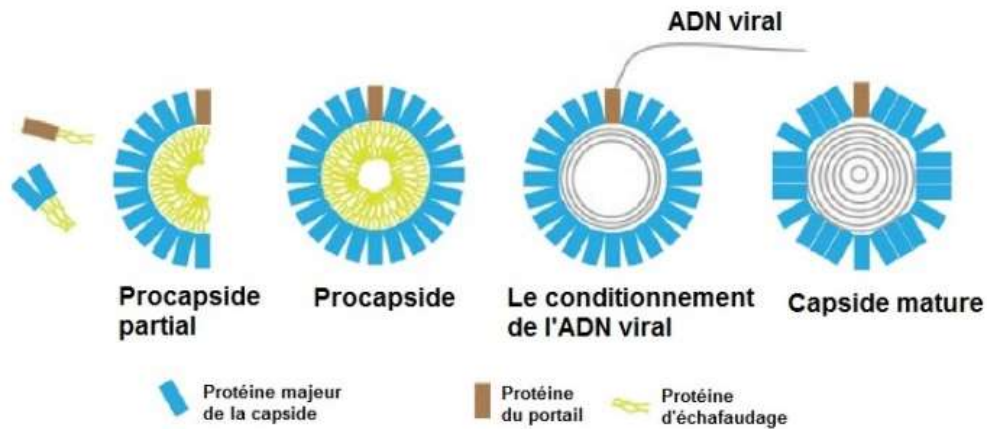 ADN viral
Procapside
partial
Procapside
Le conditionnement
de l'ADN viral
Capside mature
Protéine majeur
de la capside
Protéine
du portail
Protéine
d'échafaudage